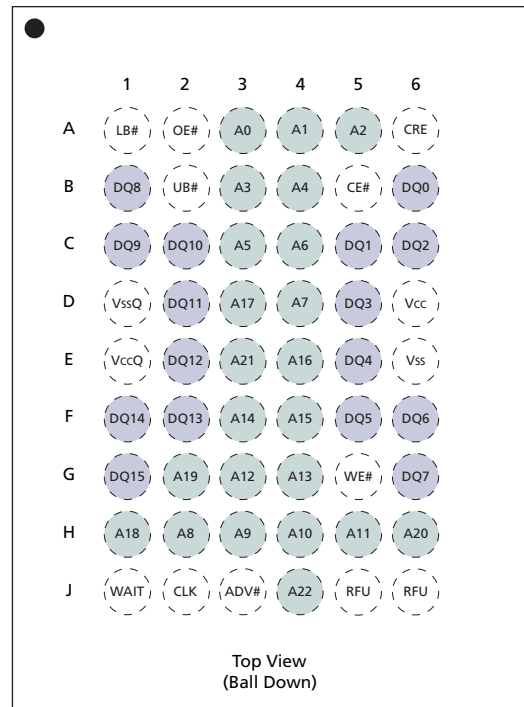 1 2 3 4 5 6
A LB# OE# A0 A1 A2 CRE
B DQ8 UB# A3 A4 CE# DQ0
C DQ9 DQ10 A5 A6 DQ1 DQ2
D VssQ DQ11 A17 A7 DQ3 Vcc
E VccQ DQ12 A21 A16 DQ4 Vss
F DQ14 DQ13 A14 A15 DQ5 DQ6
G DQ15 A19 A12 A13 WE# DQ7
H A18 A8 A9 A10 A11 A20
J WAIT CLK ADV# A22 RFU RFU
Top View
(Ball Down)